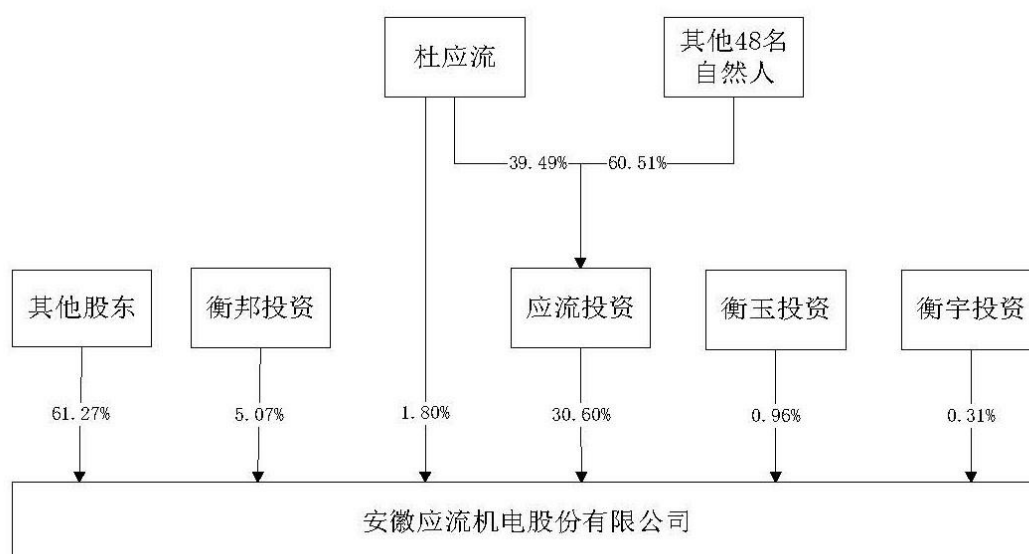 杜应流
其他48名
自然人
39.49%
60.51%
其他股东
衡邦投资
应流投资
衡玉投资
衡宇投资
61.27%
5.07%
1.80%
30.60%
0.96%
0.31%
安徽应流机电股份有限公司